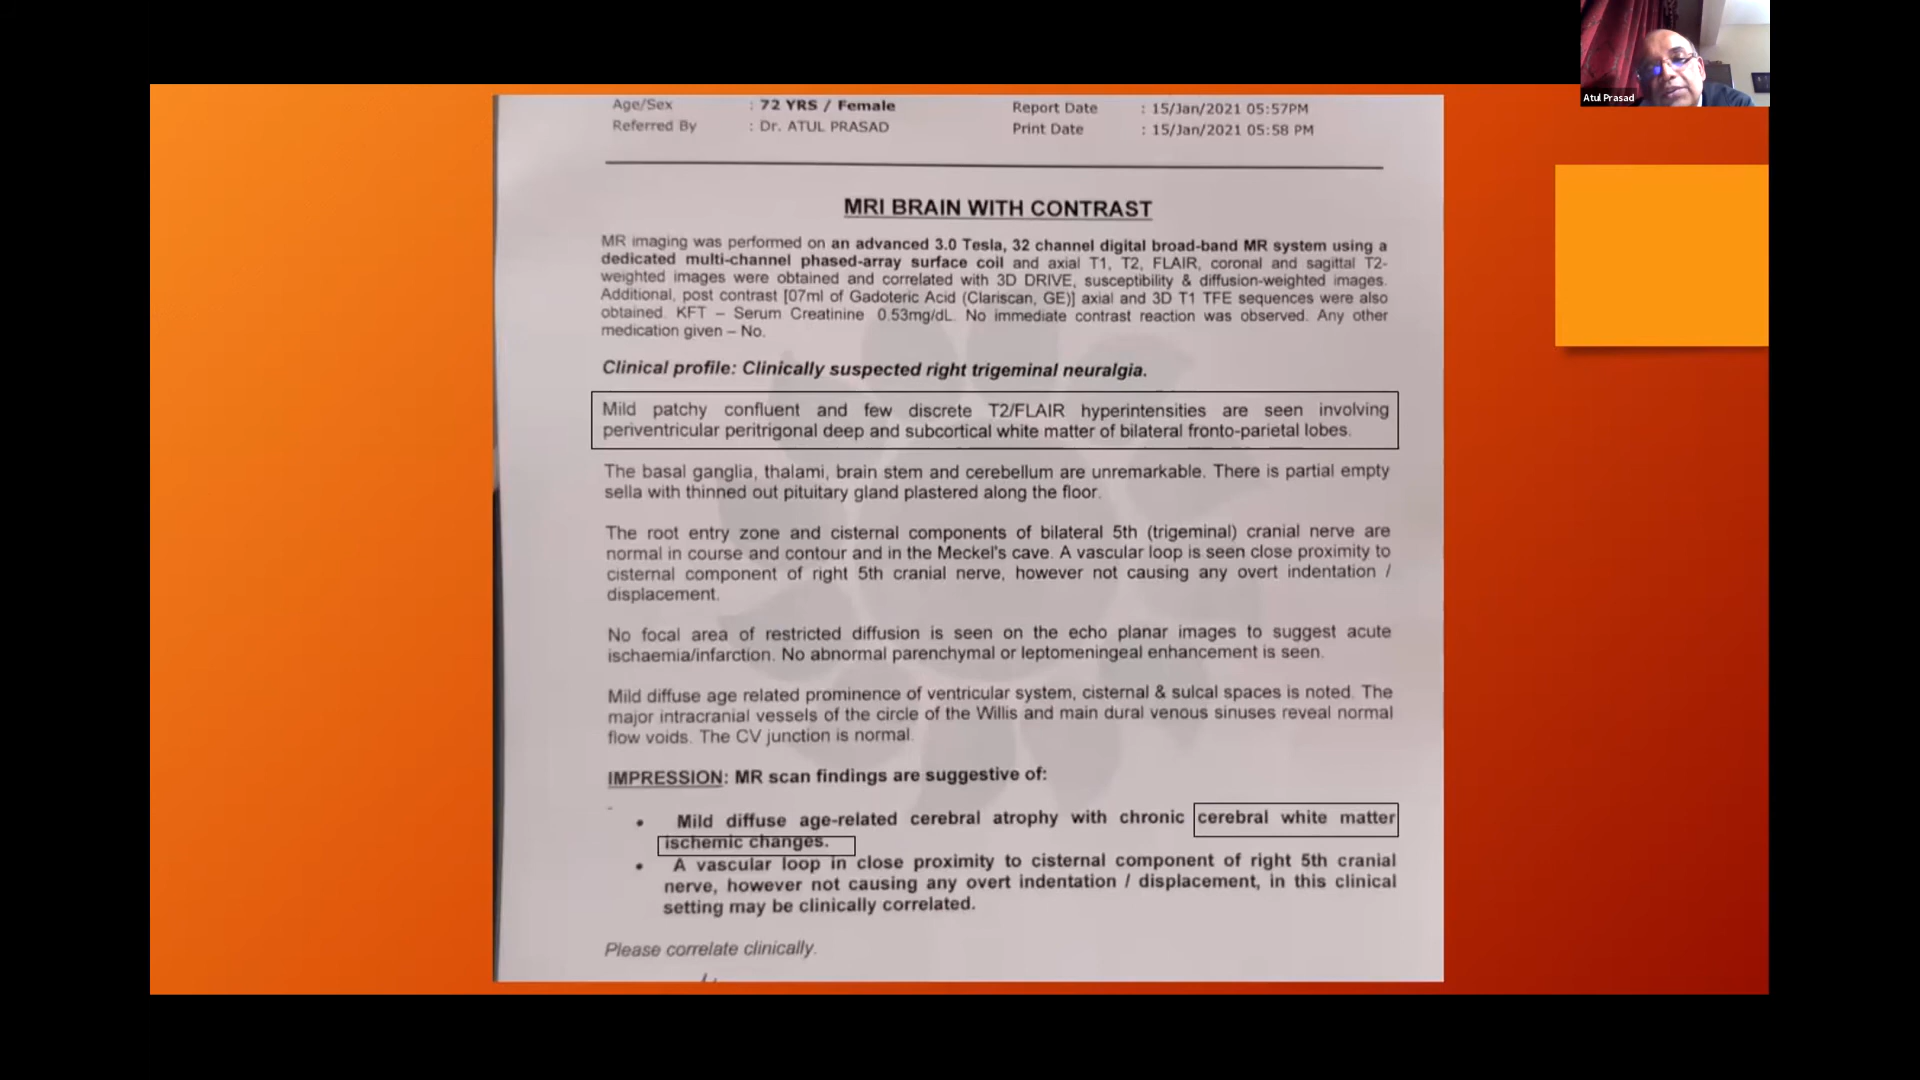 Atul Prasad
Age/Sex : 72 YRS / Female Report Date : 15/Jan/2021 05:57PM
Referred By : Dr. ATUL PRASAD Print Date : 15/Jan/2021 05:58 PM
MRI BRAIN WITH CONTRAST
MR imaging was performed on an advanced 3.0 Tesla, 32 channel digital broad-band MR system using a
dedicated multi-channel phased-array surface coil and axial T1, T2, FLAIR, coronal and sagittal T2-
weighted images were obtained and correlated with 3D DRIVE, susceptibility & diffusion-weighted images.
Additional, post contrast [07ml of Gadoteric Acid (Clariscan, GE)] axial and 3D T1 TFE sequences were also
obtained. KFT – Serum Creatinine 0.53mg/dL. No immediate contrast reaction was observed. Any other
medication given – No.
Clinical profile: Clinically suspected right trigeminal neuralgia.
Mild patchy confluent and few discrete T2/FLAIR hyperintensities are seen involving
periventricular peritrigonal deep and subcortical white matter of bilateral fronto-parietal lobes.
The basal ganglia, thalami, brain stem and cerebellum are unremarkable. There is partial empty
sella with thinned out pituitary gland plastered along the floor.
The root entry zone and cisternal components of bilateral 5th (trigeminal) cranial nerve are
normal in course and contour and in the Meckel's cave. A vascular loop is seen close proximity to
cisternal component of right 5th cranial nerve, however not causing any overt indentation /
displacement.
No focal area of restricted diffusion is seen on the echo planar images to suggest acute
ischaemia/infarction. No abnormal parenchymal or leptomeningeal enhancement is seen.
Mild diffuse age related prominence of ventricular system, cisternal & sulcal spaces is noted. The
major intracranial vessels of the circle of the Willis and main dural venous sinuses reveal normal
flow voids. The CV junction is normal.
IMPRESSION: MR scan findings are suggestive of:
• Mild diffuse age-related cerebral atrophy with chronic cerebral white matter
ischemic changes.
• A vascular loop in close proximity to cisternal component of right 5th cranial
nerve, however not causing any overt indentation / displacement, in this clinical
setting may be clinically correlated.
Please correlate clinically.